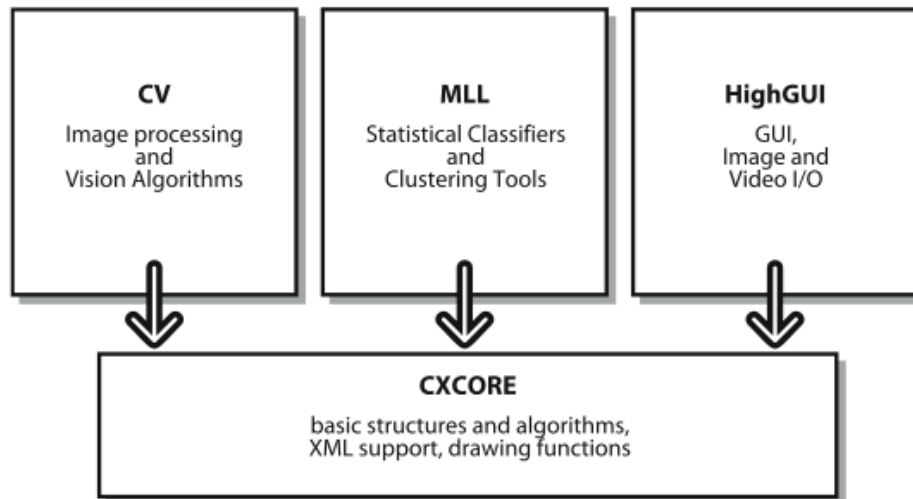 CV
Image processing
and
Vision Algorithms
MLL
Statistical Classifiers
and
Clustering Tools
HighGUI
GUI,
Image and
Video I/O
CXCORE
basic structures and algorithms,
XML support, drawing functions